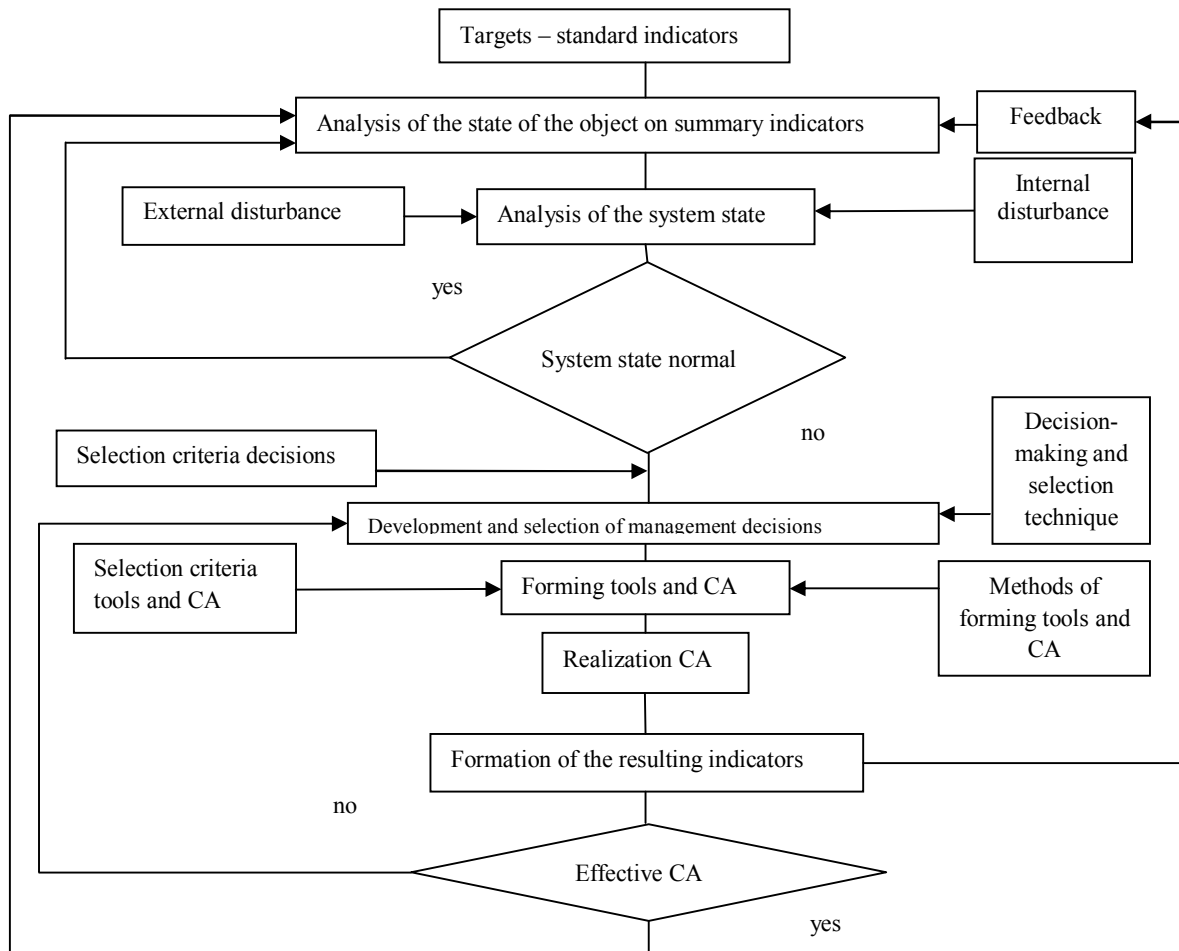 Targets – standard indicators
Analysis of the state of the object on summary indicators
Feedback
External disturbance
Analysis of the system state
Internal
disturbance
yes
System state normal
no
Selection criteria decisions
Decision-
making and
selection
technique
Development and selection of management decisions
Selection criteria
tools and CA
Forming tools and CA
Methods of
forming tools and
CA
Realization CA
Formation of the resulting indicators
no
Effective CA
yes